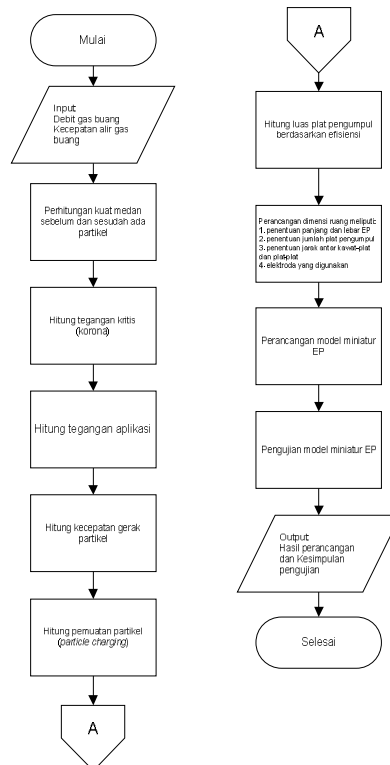 Mulai
Input:
Debit gas buang
Kecepatan alir gas
buang
Perhitungan kuat medan
sebelum dan sesudah ada
partikel
Hitung tegangan kritis
(korona)
Hitung tegangan aplikasi
Hitung kecepatan gerak
partikel
Hitung pemuatan partikel
(particle charging)
A
A
Hitung luas plat pengumpul
berdasarkan efisiensi
Perancangan dimensi ruang meliputi:
1. penentuan panjang dan lebar EP
2. penentuan jumlah plat pengumpul
3. penentuan jarak antar kawat-plat
dan plat-plat
4. elektroda yang digunakan
Perancangan model miniatur
EP
Pengujian model miniatur EP
Output:
Hasil perancangan
dan Kesimpulan
pengujian
Selesai